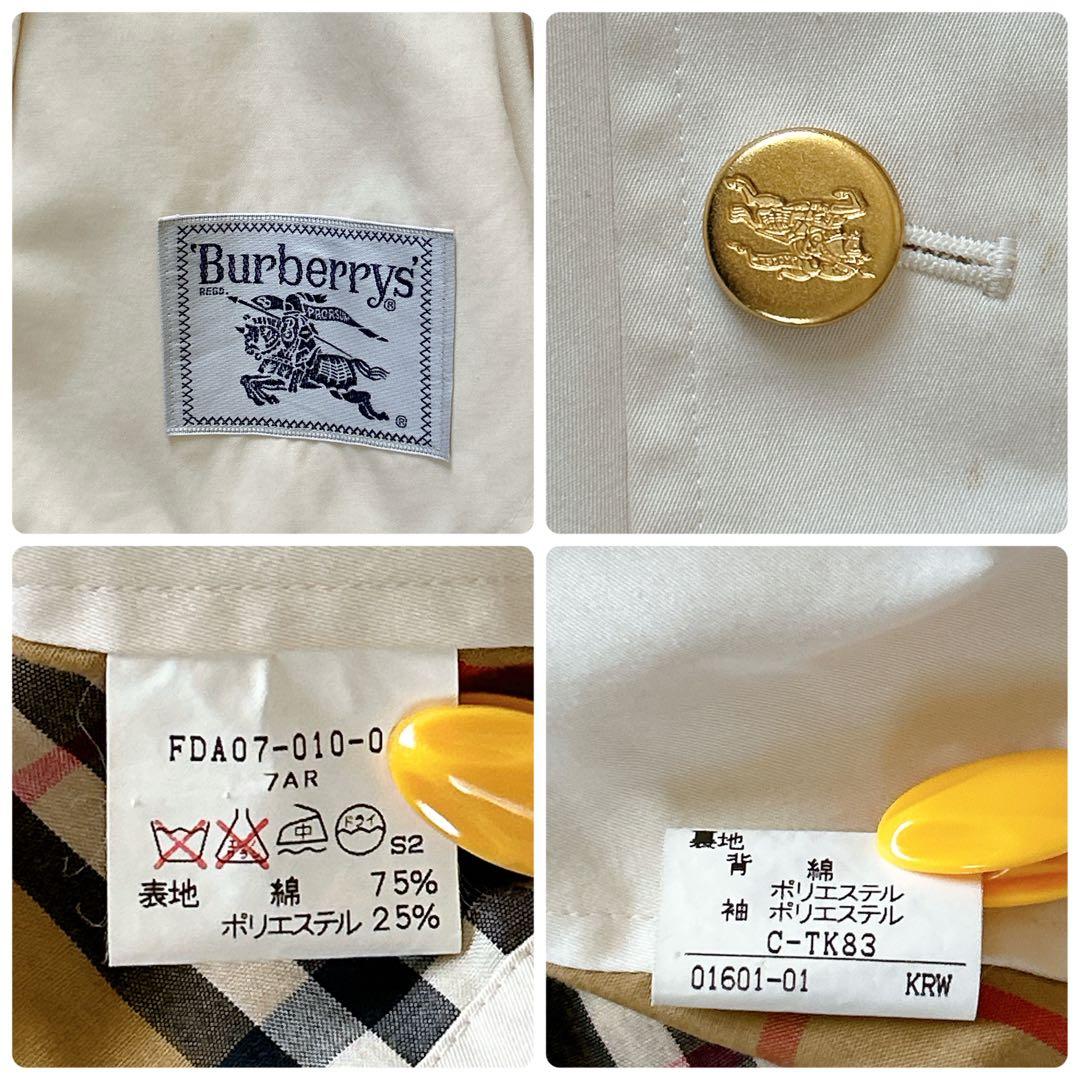 'Burberrys'
REGD.
®
PRORSUM
®
FDA07-010-0
7AR
中
ドライ
S2
表地 綿 75%
ポリエステル 25%
裏地
背 綿
ポリエステル
袖 ポリエステル
C-TK83
01601-01 KRW